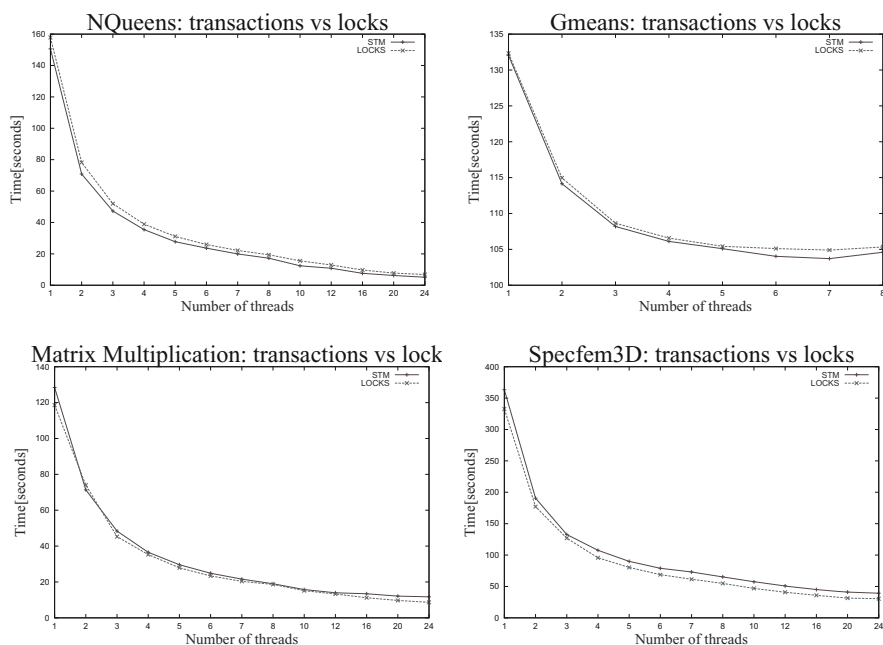 NQueens: transactions vs locks
160
140
120
100
80
60
40
20
0
Time[seconds]
STM
LOCKS
1 2 3 4 5 6 7 8 10 12 16 20 24
Number of threads
Gmeans: transactions vs locks
135
130
125
120
115
110
105
100
Time[seconds]
STM
LOCKS
1 2 3 4 5 6 7 8
Number of threads
Matrix Multiplication: transactions vs lock
140
120
100
80
60
40
20
0
Time[seconds]
STM
LOCKS
1 2 3 4 5 6 7 8 10 12 16 20 24
Number of threads
Specfem3D: transactions vs locks
400
350
300
250
200
150
100
50
0
Time[seconds]
STM
LOCKS
1 2 3 4 5 6 7 8 10 12 16 20 24
Number of threads